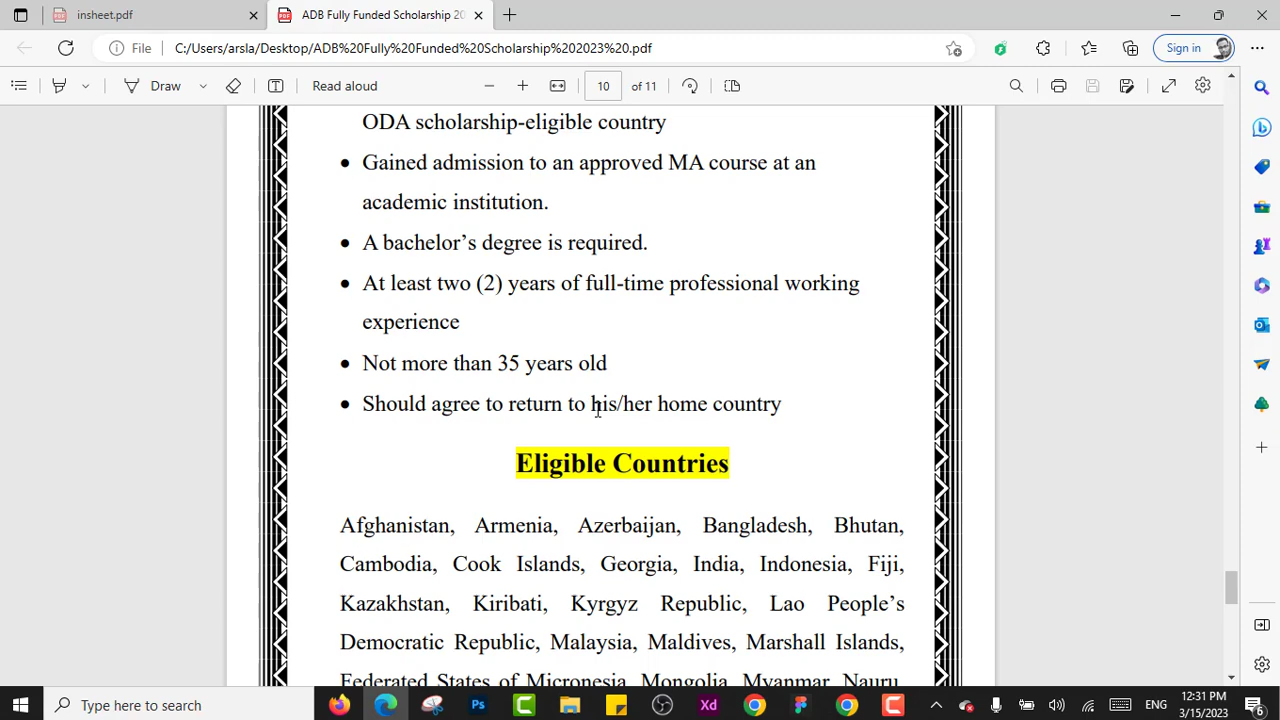 insheet.pdf
ADB Fully Funded Scholarship 20
File
C:/Users/arsla/Desktop/ADB%20Fully%20Funded%20Scholarship%202023%20.pdf
Sign in
Draw
Read aloud
10 of 11
ODA scholarship-eligible country
• Gained admission to an approved MA course at an
academic institution.
• A bachelor’s degree is required.
• At least two (2) years of full-time professional working
experience
• Not more than 35 years old
• Should agree to return to his/her home country
Eligible Countries
Afghanistan, Armenia, Azerbaijan, Bangladesh, Bhutan,
Cambodia, Cook Islands, Georgia, India, Indonesia, Fiji,
Kazakhstan, Kiribati, Kyrgyz Republic, Lao People’s
Democratic Republic, Malaysia, Maldives, Marshall Islands,
Federated States of Micronesia, Mongolia, Myanmar, Nauru,
Type here to search
Ps
Xd
ENG
12:31 PM
3/15/2023
6